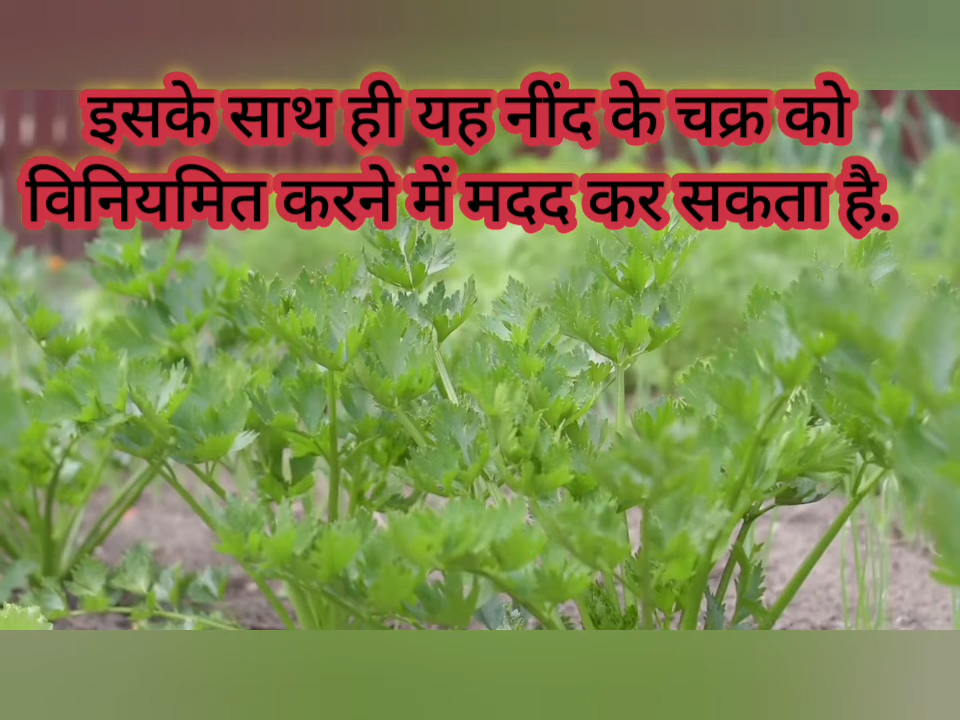 इसके साथ ही यह नींद के चक्र को
विनियमित करने में मदद कर सकता है.